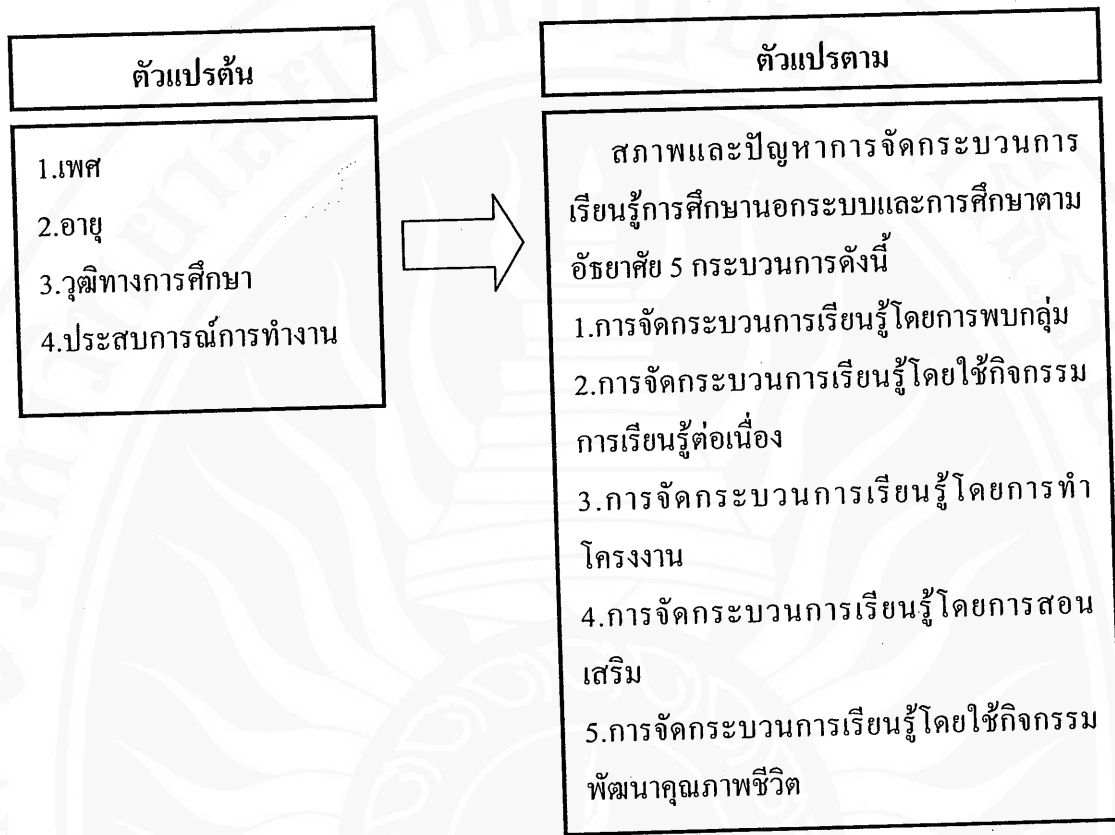 ตัวแปรต้น
1.เพศ
2.อายุ
3.วุฒิทางการศึกษา
4.ประสบการณ์การทำงาน
ตัวแปรตาม
สภาพและปัญหาการจัดกระบวนการ
เรียนรู้การศึกษานอกระบบและการศึกษาตาม
อัธยาศัย 5 กระบวนการดังนี้
1.การจัดกระบวนการเรียนรู้โดยการพบกลุ่ม
2.การจัดกระบวนการเรียนรู้โดยใช้กิจกรรม
การเรียนรู้ต่อเนื่อง
3.การจัดกระบวนการเรียนรู้โดยการทำ
โครงงาน
4.การจัดกระบวนการเรียนรู้โดยการสอน
เสริม
5.การจัดกระบวนการเรียนรู้โดยใช้กิจกรรม
พัฒนาคุณภาพชีวิต